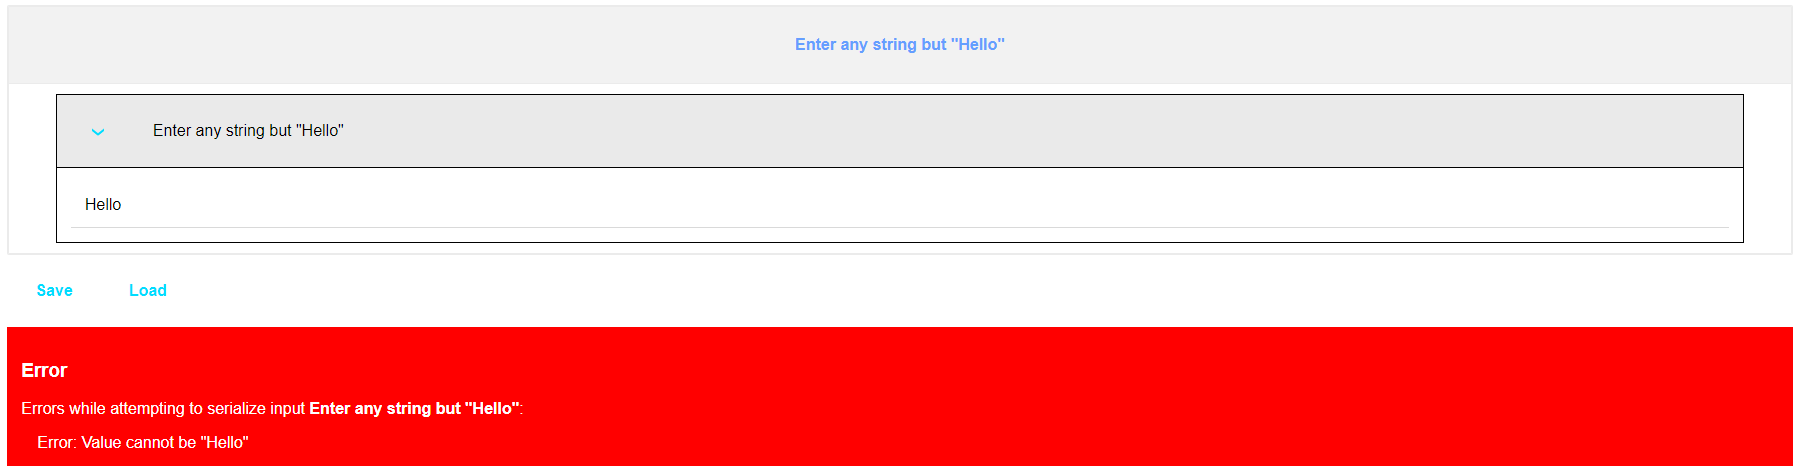 Enter any string but "Hello"
Enter any string but "Hello"
Hello
Save Load
Error
Errors while attempting to serialize input Enter any string but "Hello":
Error: Value cannot be "Hello"